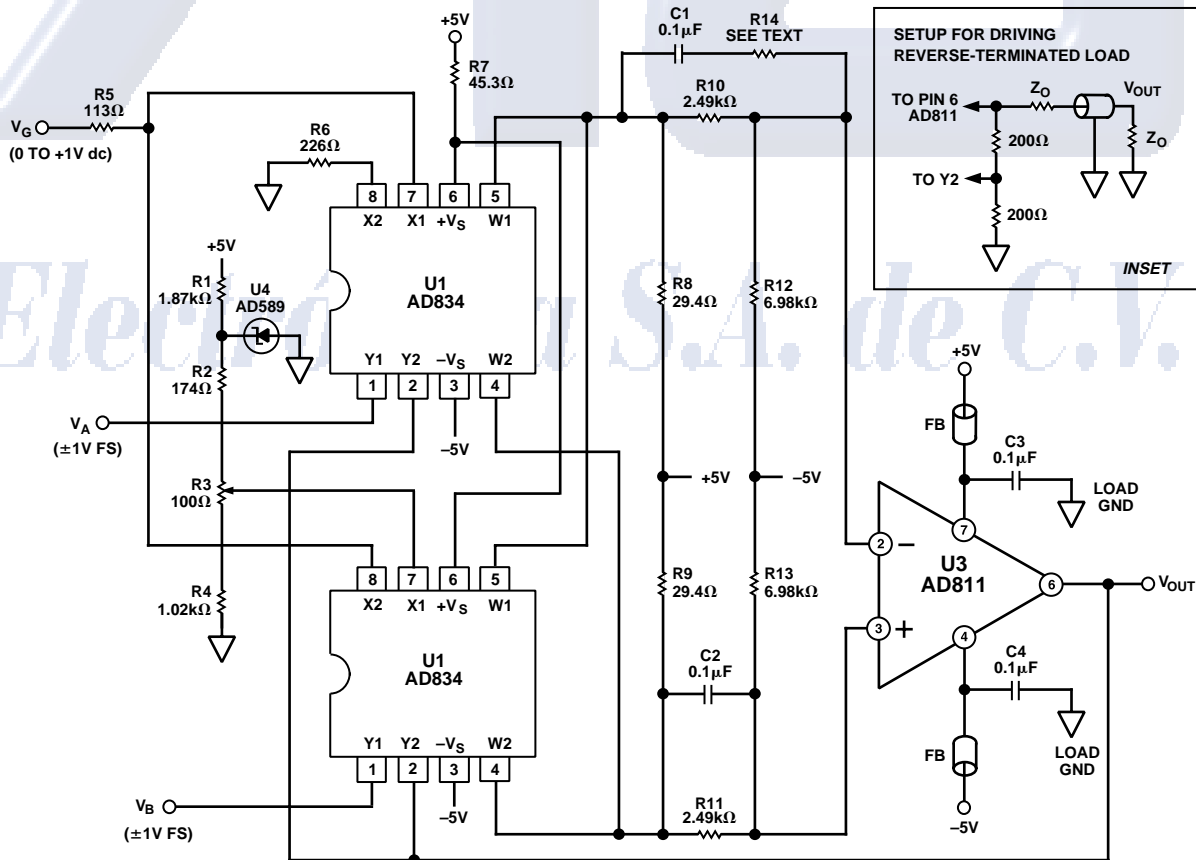 +5V
R7
45.3Ω
C1
0.1μF
R14
SEE TEXT
R10
2.49kΩ
R5
113Ω
VG
(0 TO +1V dc)
R6
226Ω
8
7
6
5
X2
X1
+VS
W1
U1
AD834
Y1
Y2
–VS
W2
1
2
3
4
–5V
+5V
R1
1.87kΩ
U4
AD589
R2
174Ω
R3
100Ω
R4
1.02kΩ
VA
(±1V FS)
R8
29.4Ω
R12
6.98kΩ
+5V
–5V
R9
29.4Ω
R13
6.98kΩ
C2
0.1μF
R11
2.49kΩ
8
7
6
5
X2
X1
+VS
W1
U1
AD834
Y1
Y2
–VS
W2
1
2
3
4
–5V
VB
(±1V FS)
SETUP FOR DRIVING
REVERSE-TERMINATED LOAD
TO PIN 6
AD811
ZO
VOUT
200Ω
ZO
TO Y2
200Ω
INSET
+5V
FB
C3
0.1μF
LOAD
GND
7
2
–
U3
AD811
6
VOUT
3
+
4
C4
0.1μF
LOAD
GND
FB
–5V
S.A. de C.V.